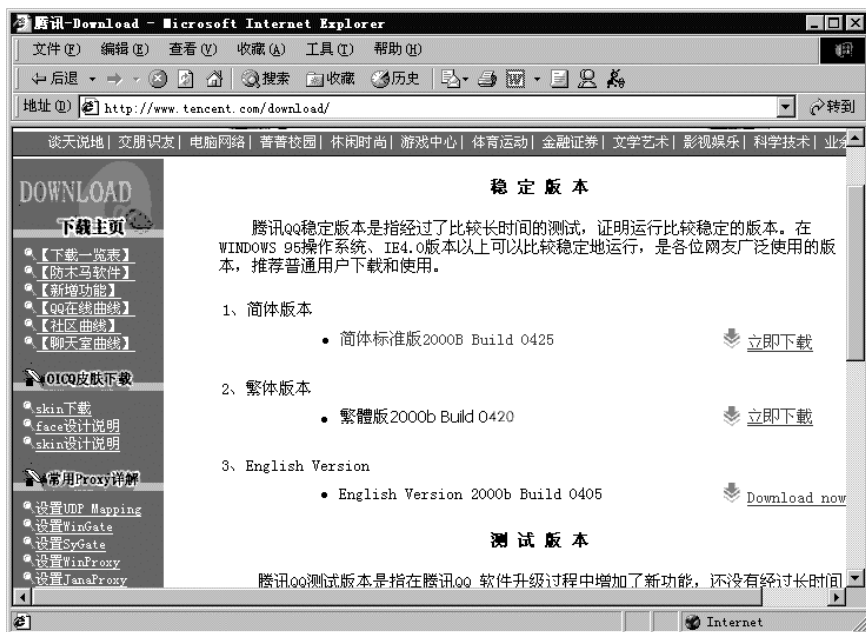 腾讯-Download - Microsoft Internet Explorer
文件(F) 编辑(E) 查看(V) 收藏(A) 工具(T) 帮助(H)
后退 搜索 收藏 历史
地址(D) http://www.tencent.com/download/ 转到
谈天说地| 交朋识友| 电脑网络| 菁菁校园| 休闲时尚| 游戏中心| 体育运动| 金融证券| 文学艺术| 影视娱乐| 科学技术| 业余
DOWNLOAD
下载主页
【下载一览表】
【防木马软件】
【新增功能】
【QQ在线曲线】
【社区曲线】
【聊天室曲线】
OICQ皮肤下载
skin下载
face设计说明
skin设计说明
常用Proxy详解
设置UDP Mapping
设置WinGate
设置SyGate
设置WinProxy
设置JanaProxy
稳 定 版 本
腾讯QQ稳定版本是指经过了比较长时间的测试，证明运行比较稳定的版本。在
WINDOWS 95操作系统、IE4.0版本以上可以比较稳定地运行，是各位网友广泛使用的版
本，推荐普通用户下载和使用。
1、简体版本
• 简体标准版2000B Build 0425 立即下载
2、繁体版本
• 繁體版2000b Build 0420 立即下載
3、English Version
• English Version 2000b Build 0405 Download now
测 试 版 本
腾讯QQ测试版本是指在腾讯QQ 软件升级过程中增加了新功能，还没有经过长时间
Internet